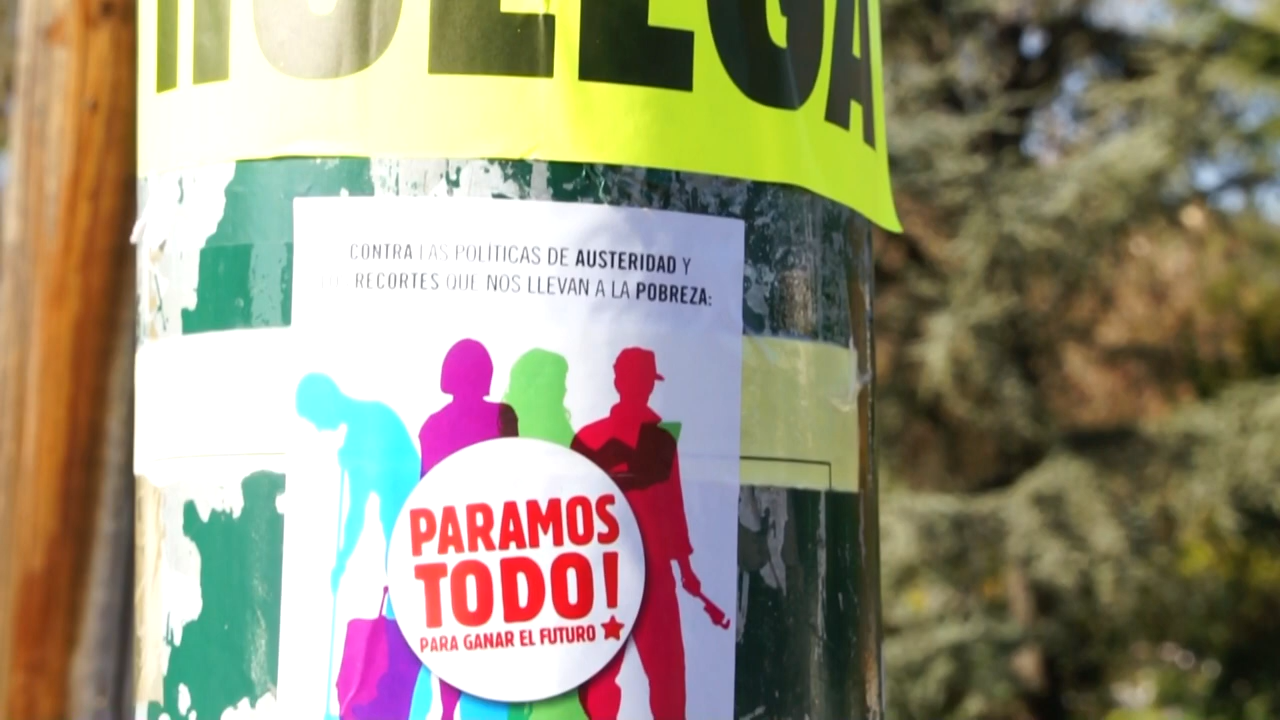 HUELGA
CONTRA LAS POLÍTICAS DE AUSTERIDAD Y
RECORTES QUE NOS LLEVAN A LA POBREZA:
PARAMOS
TODO!
PARA GANAR EL FUTURO